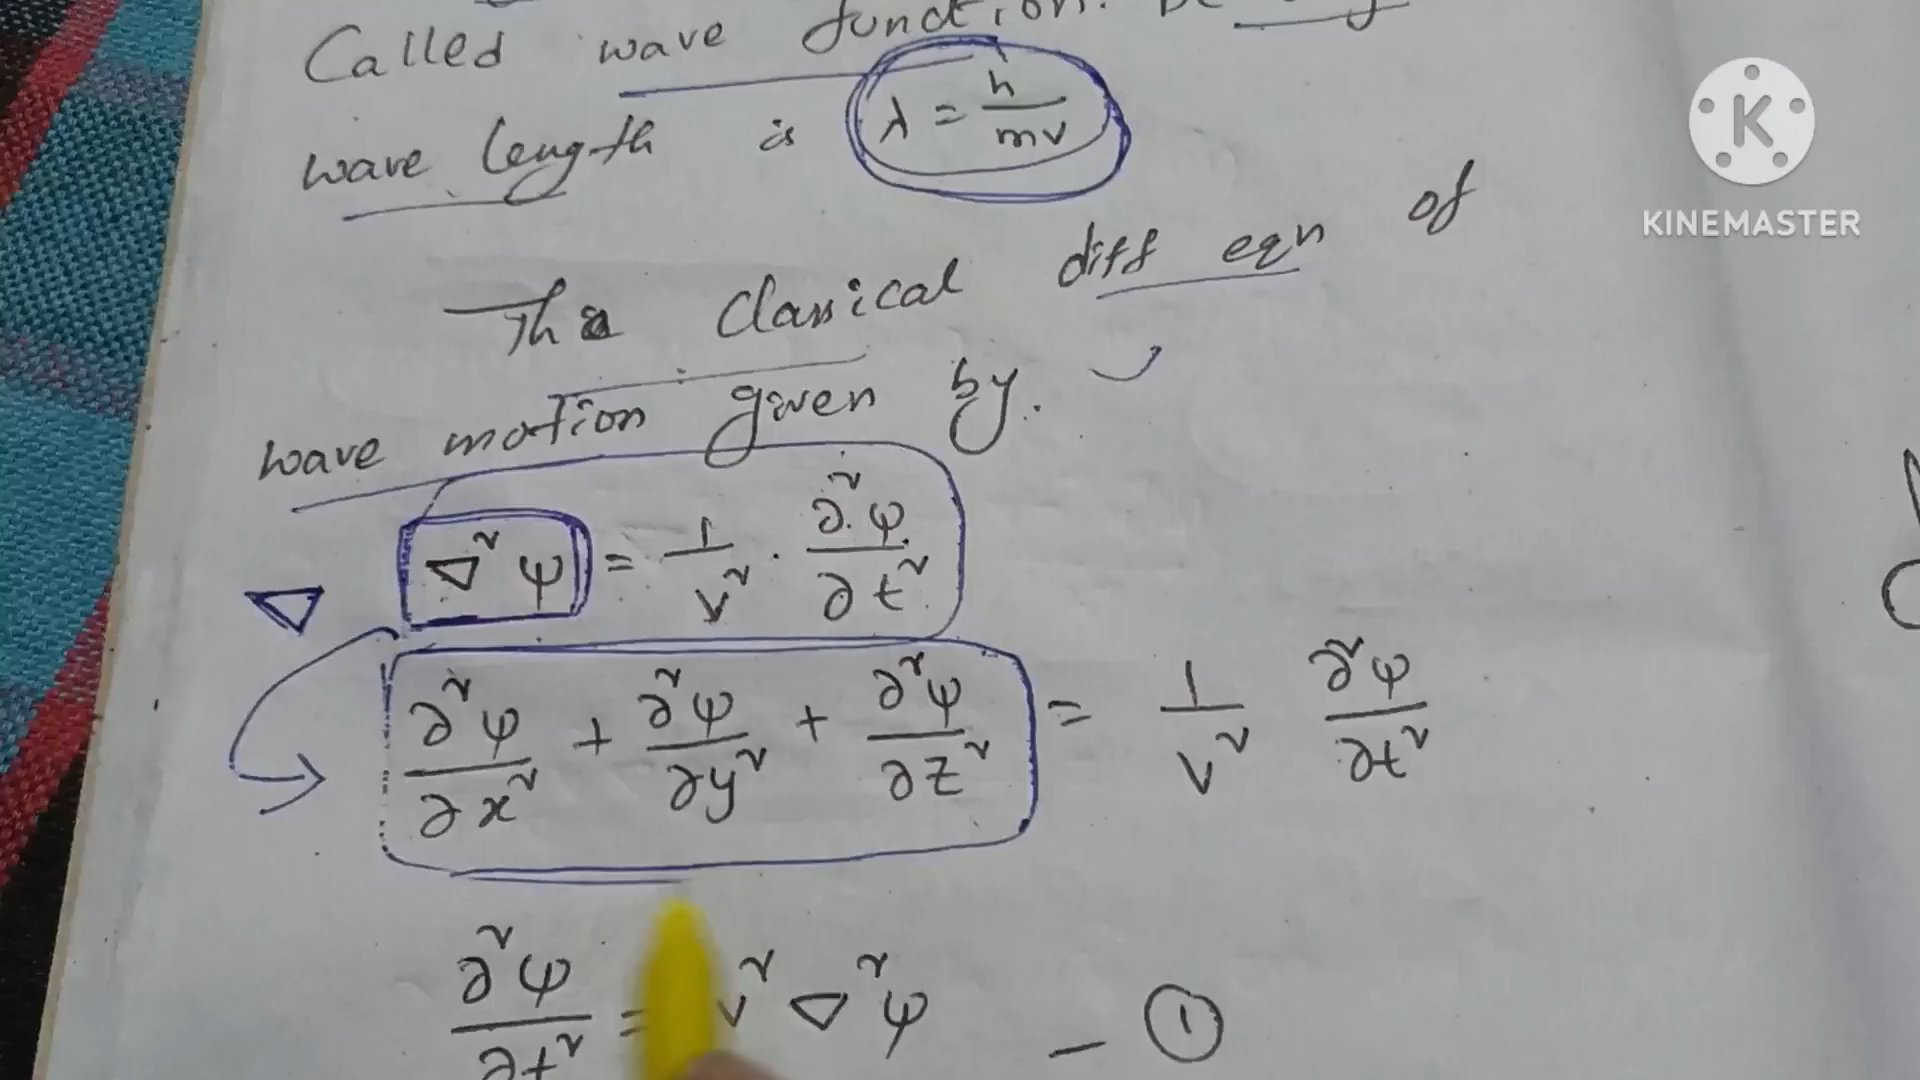 Called wave function.
wave length is λ = h/mv
The Classical diff eqn of
wave motion given by.
∇²ψ = 1/v² · ∂²ψ/∂t²
∇
∂²ψ/∂x² + ∂²ψ/∂y² + ∂²ψ/∂z² = 1/v² ∂²ψ/∂t²
∂²ψ/∂t² = v² ∇²ψ — ①
K
KINEMASTER